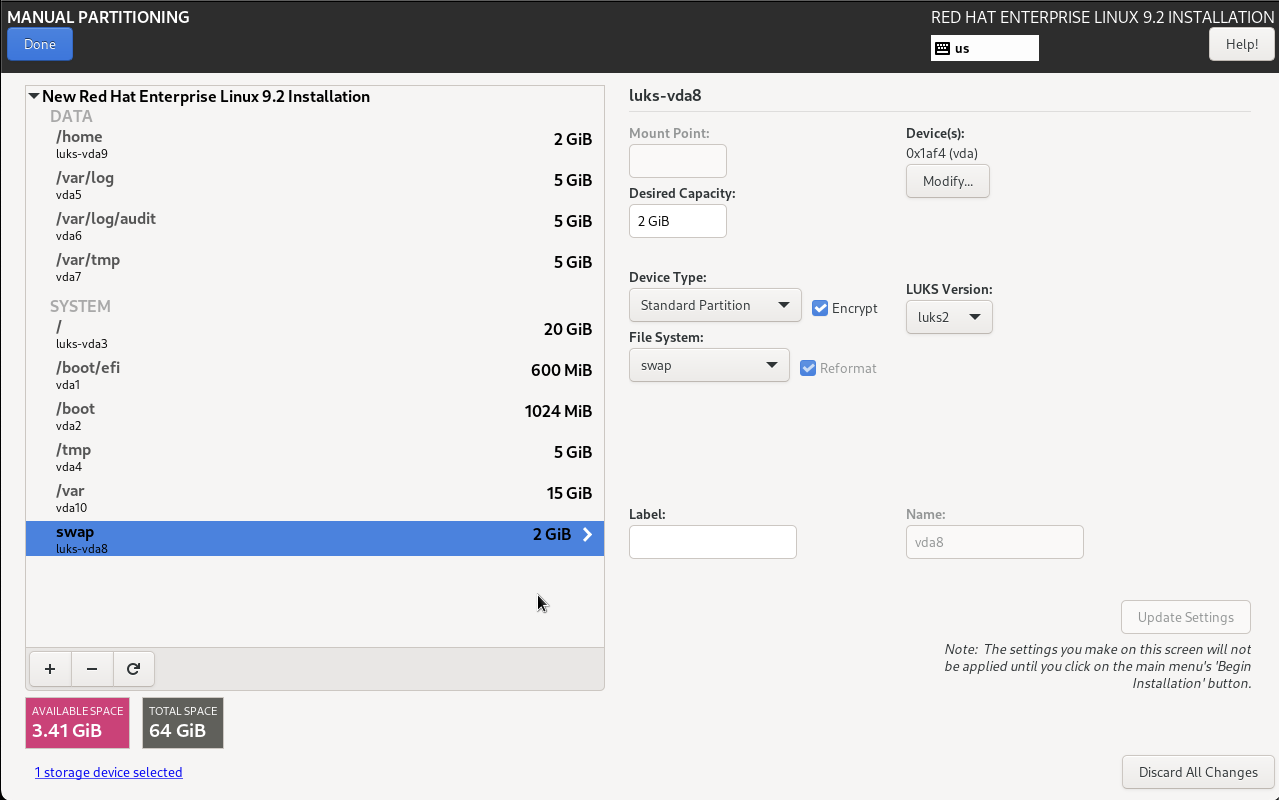 MANUAL PARTITIONING
RED HAT ENTERPRISE LINUX 9.2 INSTALLATION
Done
us
Help!
New Red Hat Enterprise Linux 9.2 Installation
DATA
/home
2 GiB
luks-vda9
/var/log
5 GiB
vda5
/var/log/audit
5 GiB
vda6
/var/tmp
5 GiB
vda7
SYSTEM
/
20 GiB
luks-vda3
/boot/efi
600 MiB
vda1
/boot
1024 MiB
vda2
/tmp
5 GiB
vda4
/var
15 GiB
vda10
swap
2 GiB
luks-vda8
+
−
AVAILABLE SPACE
3.41 GiB
TOTAL SPACE
64 GiB
1 storage device selected
luks-vda8
Mount Point:
Device(s):
0x1af4 (vda)
Modify...
Desired Capacity:
2 GiB
Device Type:
Standard Partition
Encrypt
LUKS Version:
luks2
File System:
swap
Reformat
Label:
Name:
vda8
Update Settings
Note: The settings you make on this screen will not
be applied until you click on the main menu's 'Begin
Installation' button.
Discard All Changes